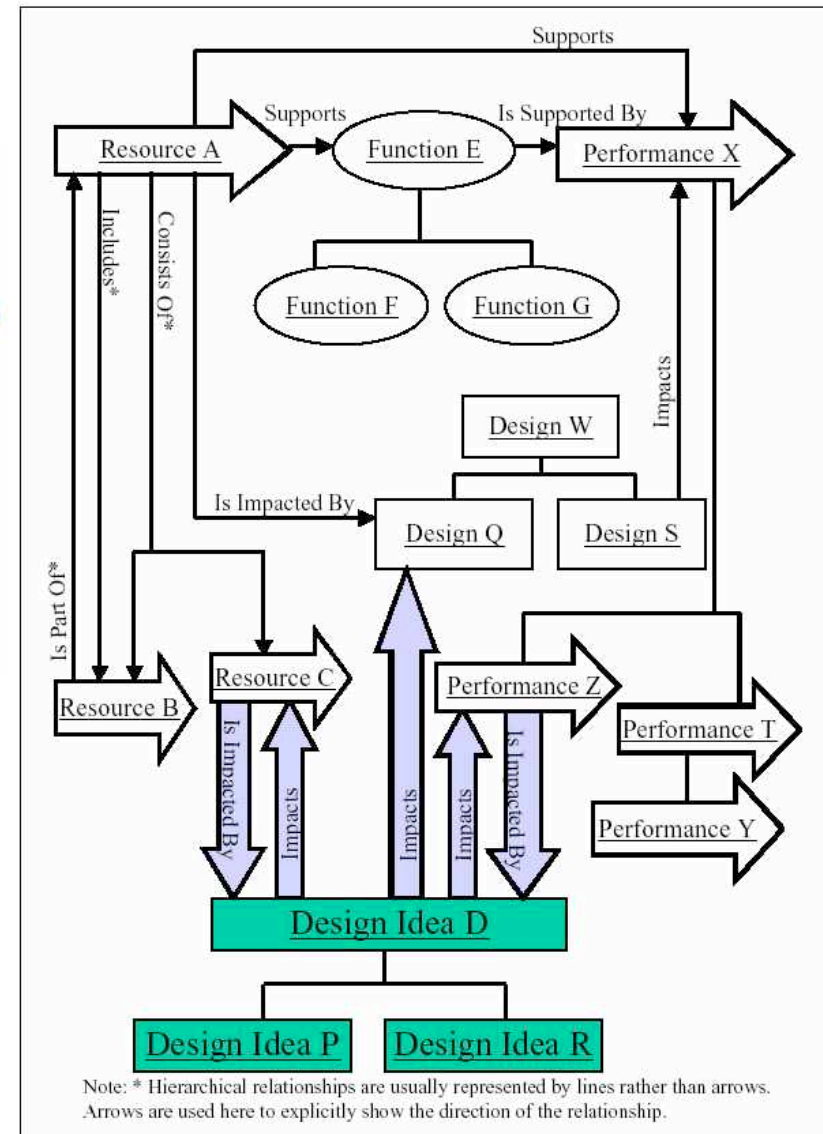 Supports
Supports
Is Supported By
Resource A
Function E
Performance X
Includes*
Consists Of*
Function F
Function G
Impacts
Design W
Is Impacted By
Design Q
Design S
Is Part Of*
Resource C
Performance Z
Resource B
Performance T
Is Impacted By
Impacts
Impacts
Impacts
Is Impacted By
Performance Y
Design Idea D
Design Idea P
Design Idea R
Note: * Hierarchical relationships are usually represented by lines rather than arrows.
Arrows are used here to explicitly show the direction of the relationship.